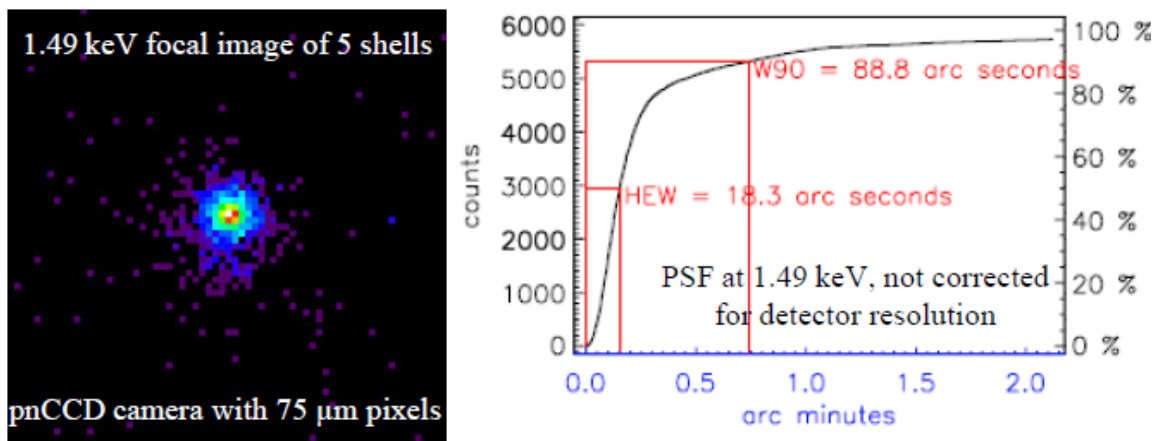 1.49 keV focal image of 5 shells
pnCCD camera with 75 µm pixels
6000
5000
4000
3000
2000
1000
0
counts
100 %
80 %
60 %
40 %
20 %
0 %
W90 = 88.8 arc seconds
HEW = 18.3 arc seconds
PSF at 1.49 keV, not corrected
for detector resolution
0.0 0.5 1.0 1.5 2.0
arc minutes